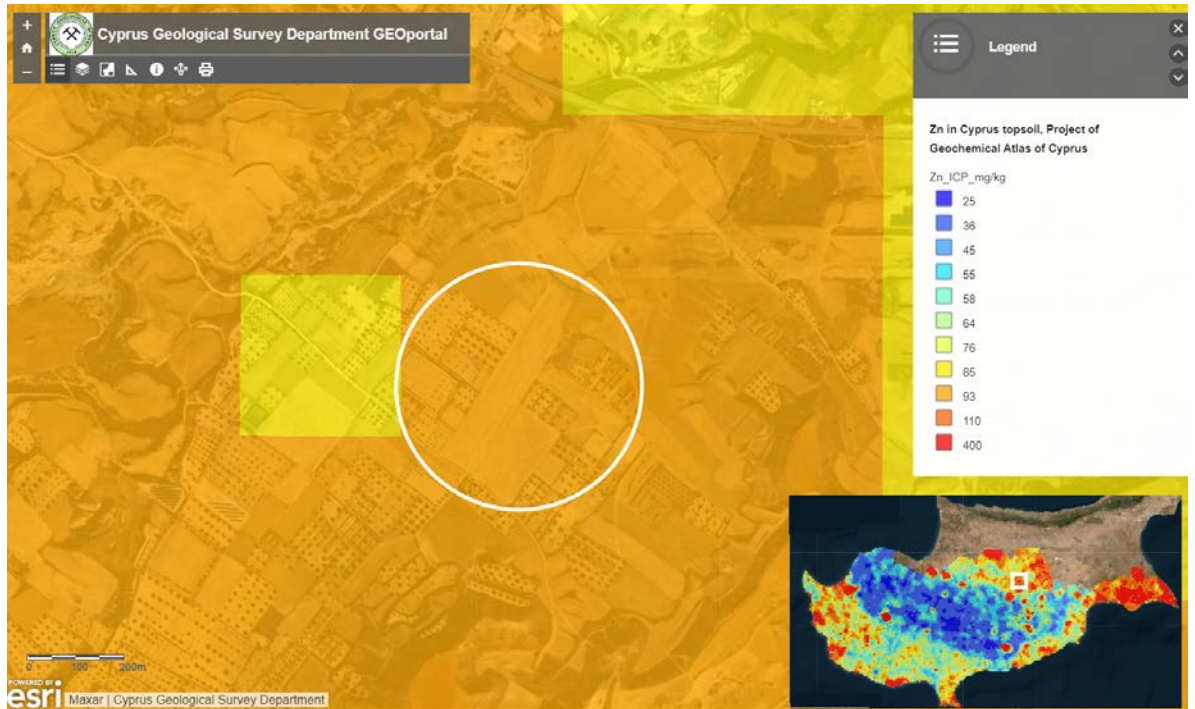 Cyprus Geological Survey Department GEOportal
Legend
Zn in Cyprus topsoil, Project of
Geochemical Atlas of Cyprus
Zn_ICP_mg/kg
25
36
45
55
58
64
76
85
93
110
400
0 100 200m
POWERED BY
esri
Maxar | Cyprus Geological Survey Department